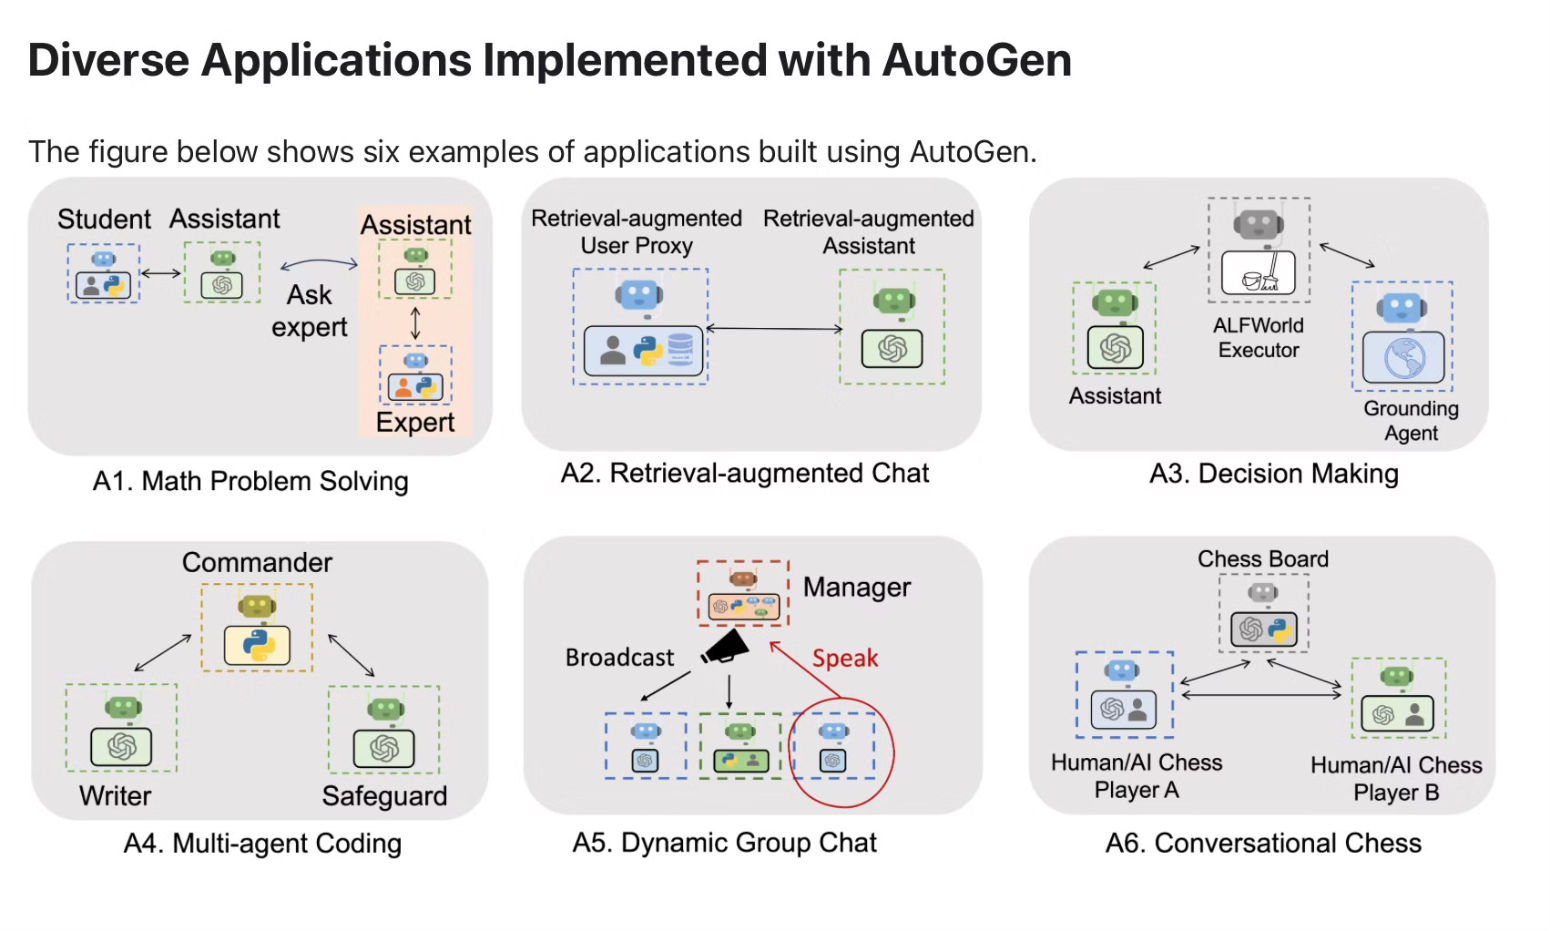 Diverse Applications Implemented with AutoGen
The figure below shows six examples of applications built using AutoGen.
Student
Assistant
Assistant
Ask
expert
Expert
A1. Math Problem Solving
Retrieval-augmented
User Proxy
Retrieval-augmented
Assistant
A2. Retrieval-augmented Chat
ALFWorld
Executor
Assistant
Grounding
Agent
A3. Decision Making
Commander
Writer
Safeguard
A4. Multi-agent Coding
Manager
Broadcast
Speak
A5. Dynamic Group Chat
Chess Board
Human/AI Chess
Player A
Human/AI Chess
Player B
A6. Conversational Chess